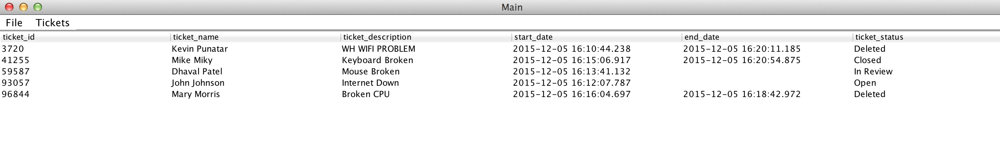 Main
File Tickets
ticket_id ticket_name ticket_description start_date end_date ticket_status
3720 Kevin Punatar WH WIFI PROBLEM 2015-12-05 16:10:44.238 2015-12-05 16:20:11.185 Deleted
41255 Mike Miky Keyboard Broken 2015-12-05 16:15:06.917 2015-12-05 16:20:54.875 Closed
59587 Dhaval Patel Mouse Broken 2015-12-05 16:13:41.132 In Review
93057 John Johnson Internet Down 2015-12-05 16:12:07.787 Open
96844 Mary Morris Broken CPU 2015-12-05 16:16:04.697 2015-12-05 16:18:42.972 Deleted